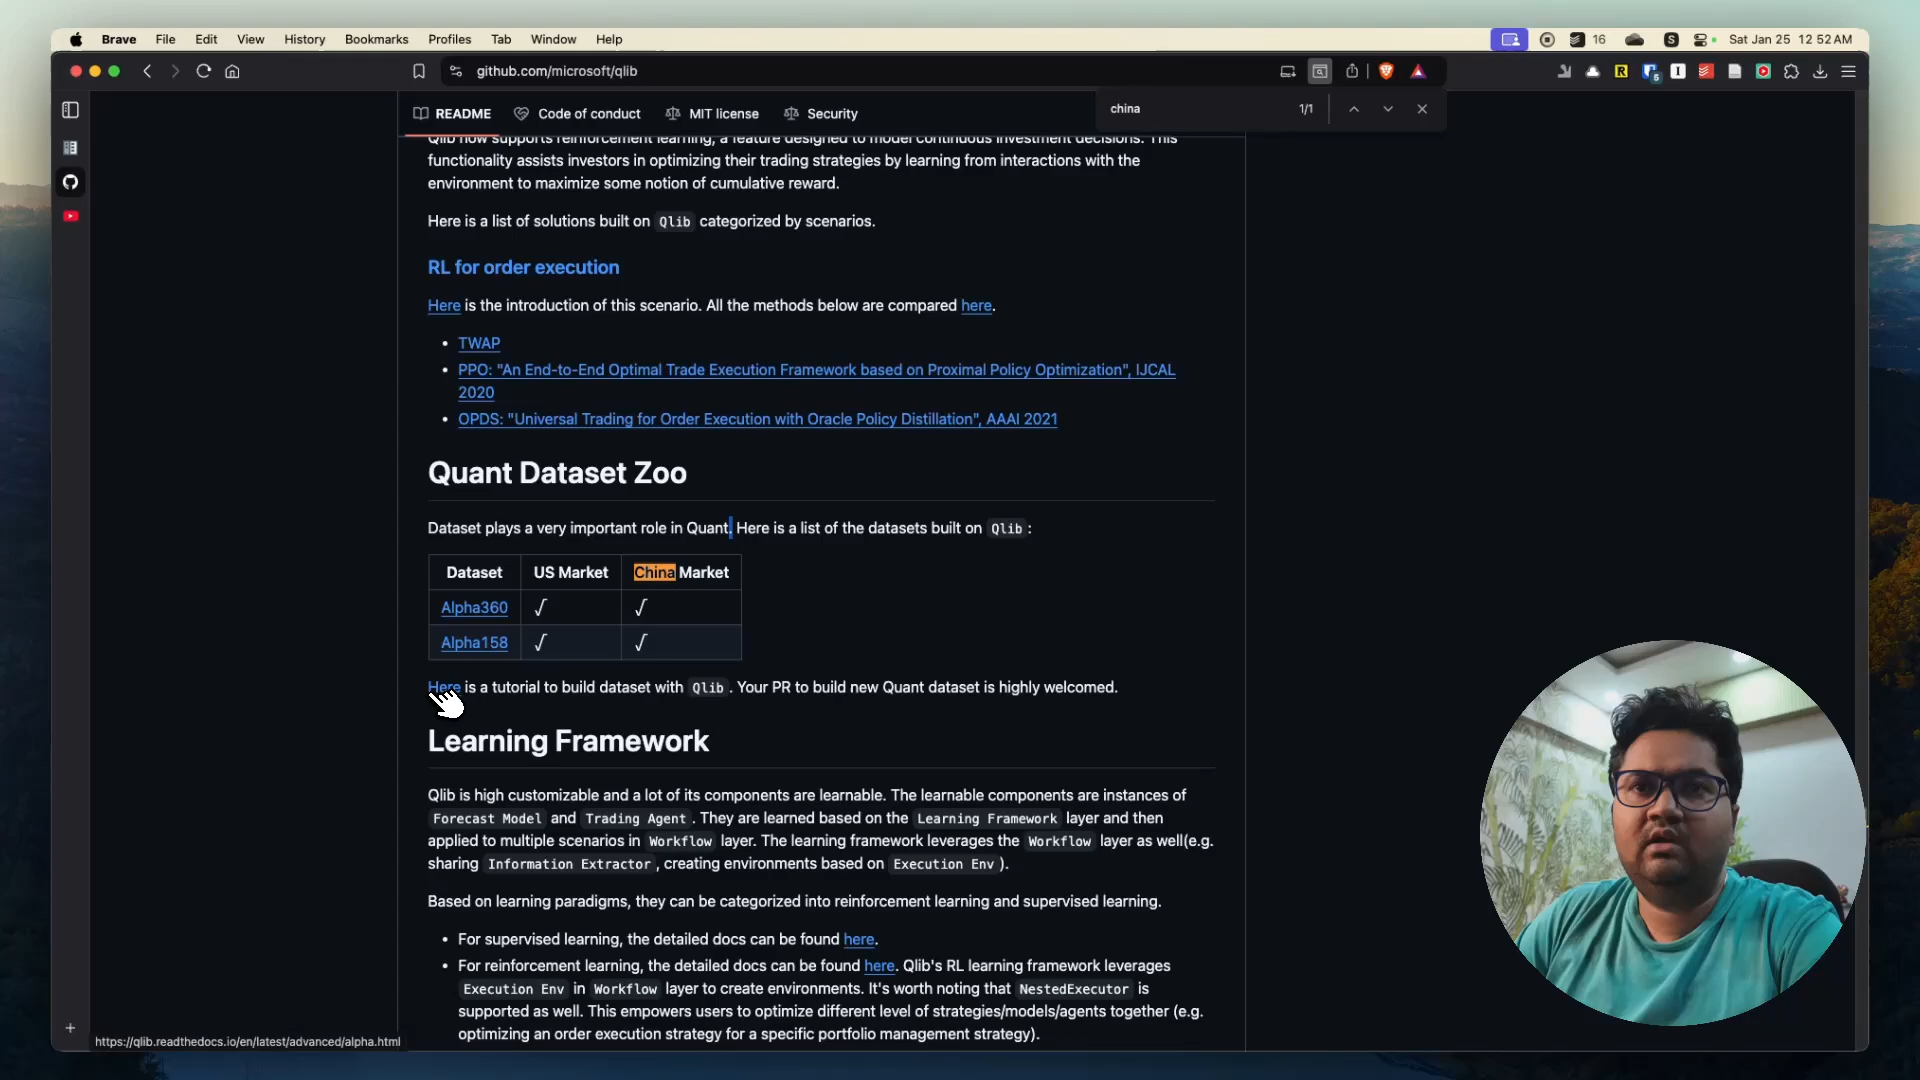 Brave File Edit View History Bookmarks Profiles Tab Window Help 16 Sat Jan 25 12 52 AM
github.com/microsoft/qlib
china 1/1
README Code of conduct MIT license Security
Qlib now supports reinforcement learning, a feature designed to model continuous investment decisions. This
functionality assists investors in optimizing their trading strategies by learning from interactions with the
environment to maximize some notion of cumulative reward.
Here is a list of solutions built on Qlib categorized by scenarios.
RL for order execution
Here is the introduction of this scenario. All the methods below are compared here.
• TWAP
• PPO: "An End-to-End Optimal Trade Execution Framework based on Proximal Policy Optimization", IJCAL
2020
• OPDS: "Universal Trading for Order Execution with Oracle Policy Distillation", AAAI 2021
Quant Dataset Zoo
Dataset plays a very important role in Quant. Here is a list of the datasets built on Qlib :
Dataset US Market China Market
Alpha360 √ √
Alpha158 √ √
Here is a tutorial to build dataset with Qlib . Your PR to build new Quant dataset is highly welcomed.
Learning Framework
Qlib is high customizable and a lot of its components are learnable. The learnable components are instances of
Forecast Model and Trading Agent . They are learned based on the Learning Framework layer and then
applied to multiple scenarios in Workflow layer. The learning framework leverages the Workflow layer as well(e.g.
sharing Information Extractor , creating environments based on Execution Env ).
Based on learning paradigms, they can be categorized into reinforcement learning and supervised learning.
• For supervised learning, the detailed docs can be found here.
• For reinforcement learning, the detailed docs can be found here. Qlib's RL learning framework leverages
Execution Env in Workflow layer to create environments. It's worth noting that NestedExecutor is
supported as well. This empowers users to optimize different level of strategies/models/agents together (e.g.
optimizing an order execution strategy for a specific portfolio management strategy).
https://qlib.readthedocs.io/en/latest/advanced/alpha.html